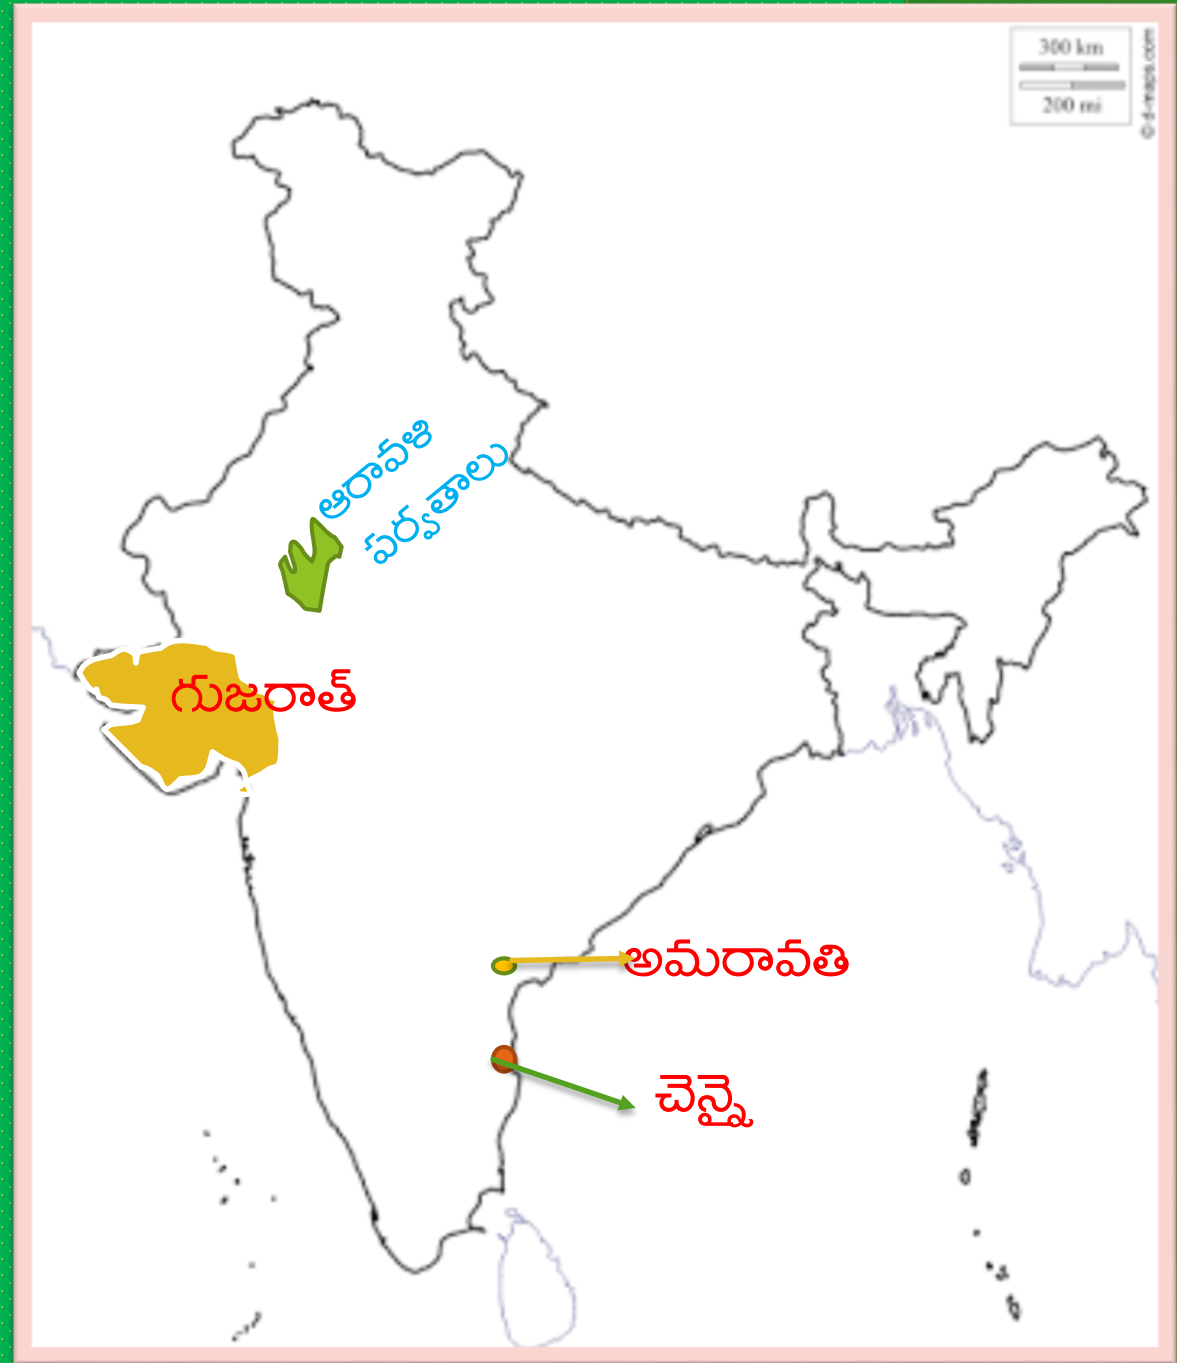 300 km
200 mi
© d-maps.com
ఆరావళి
పర్వతాలు
గుజరాత్
అమరావతి
చెన్నై